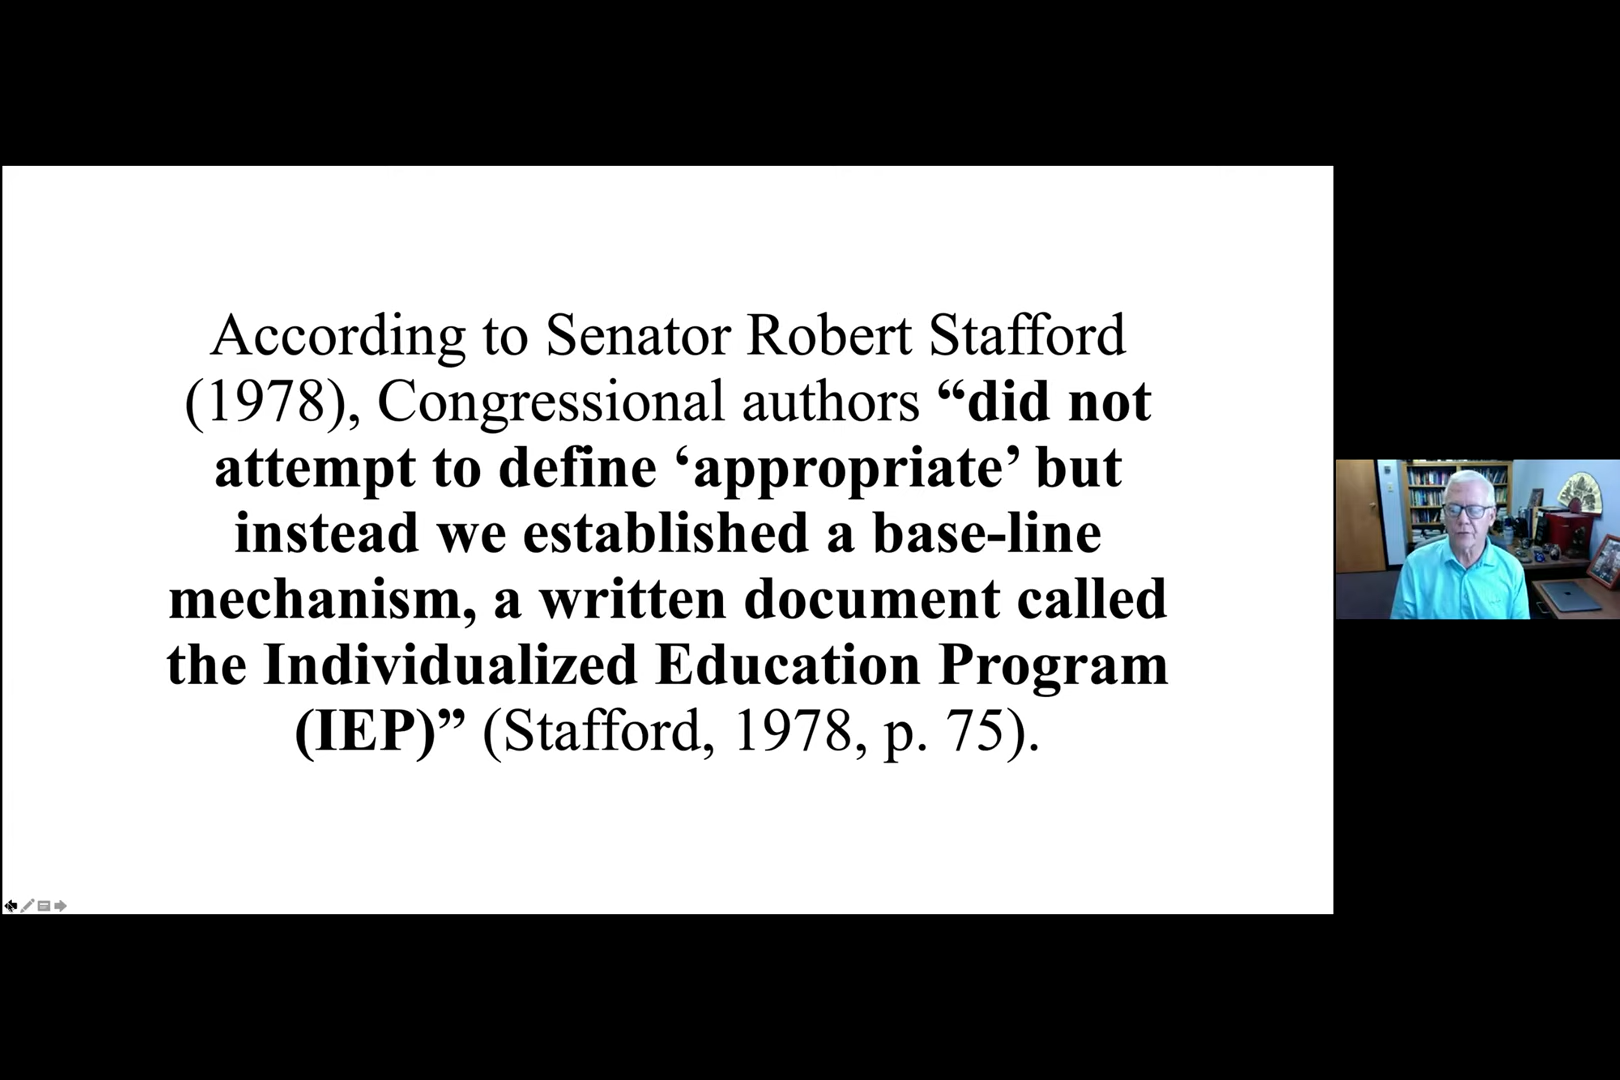 According to Senator Robert Stafford
(1978), Congressional authors “did not
attempt to define ‘appropriate’ but
instead we established a base-line
mechanism, a written document called
the Individualized Education Program
(IEP)” (Stafford, 1978, p. 75).